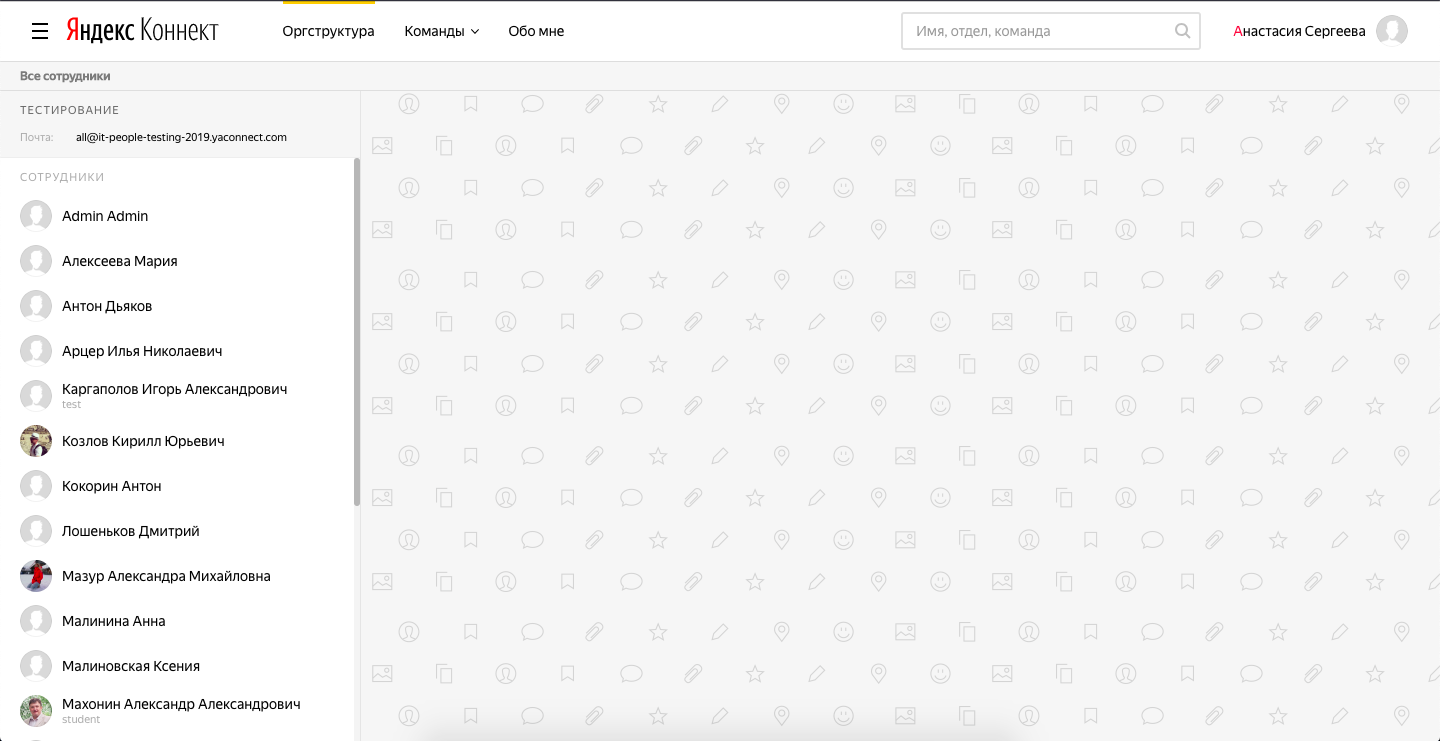 Яндекс Коннект
Оргструктура
Команды
Обо мне
Имя, отдел, команда
Анастасия Сергеева
Все сотрудники
ТЕСТИРОВАНИЕ
Почта: all@it-people-testing-2019.yaconnect.com
СОТРУДНИКИ
Admin Admin
Алексеева Мария
Антон Дьяков
Арцер Илья Николаевич
Каргаполов Игорь Александрович
test
Козлов Кирилл Юрьевич
Кокорин Антон
Лошеньков Дмитрий
Мазур Александра Михайловна
Малинина Анна
Малиновская Ксения
Махонин Александр Александрович
student